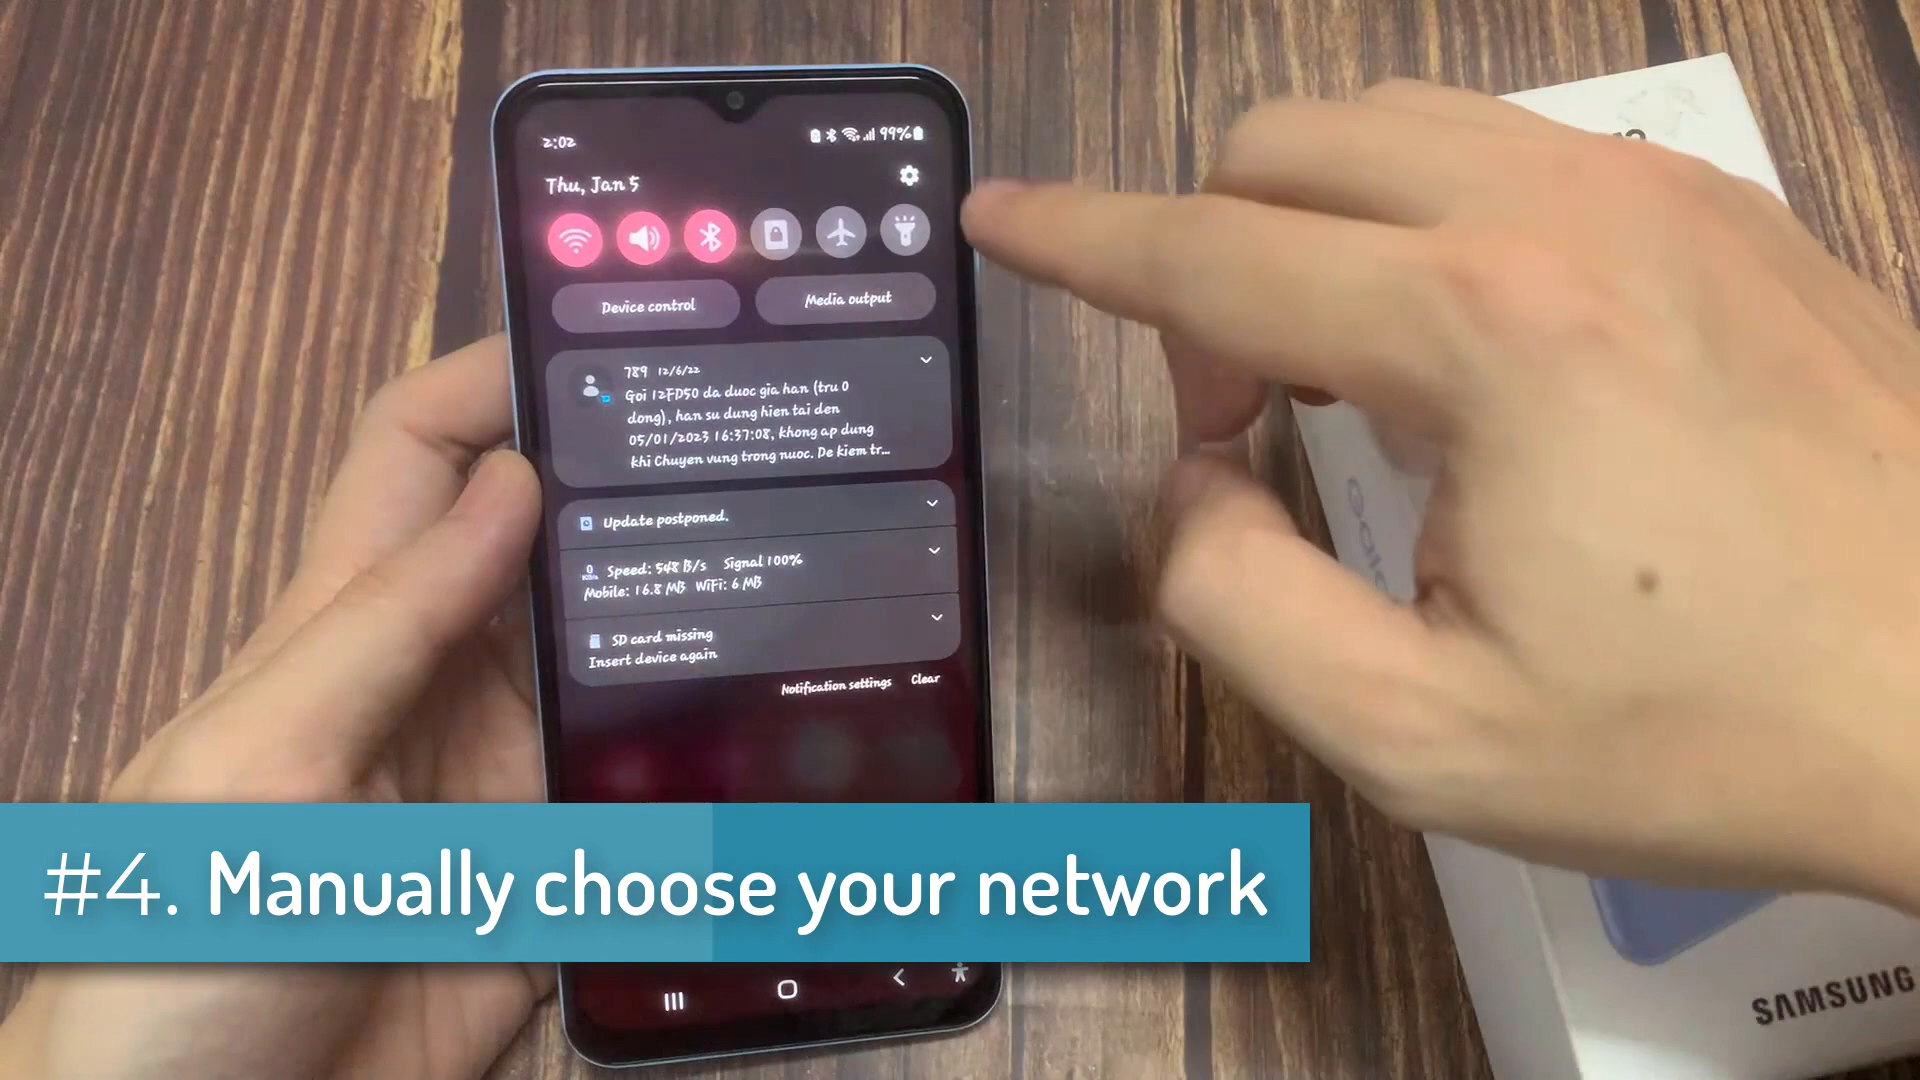 2:02
99%
Thu, Jan 5
Device control
Media output
789 12/6/22
Goi 12FD50 da duoc gia han (tru 0
dong), han su dung hien tai den
05/01/2023 16:37:08, khong ap dung
khi Chuyen vung trong nuoc. De kiem tr...
Update postponed.
Speed: 548 B/s Signal 100%
Mobile: 16.8 MB WiFi: 6 MB
SD card missing
Insert device again
Notification settings Clear
#4. Manually choose your network
SAMSUNG